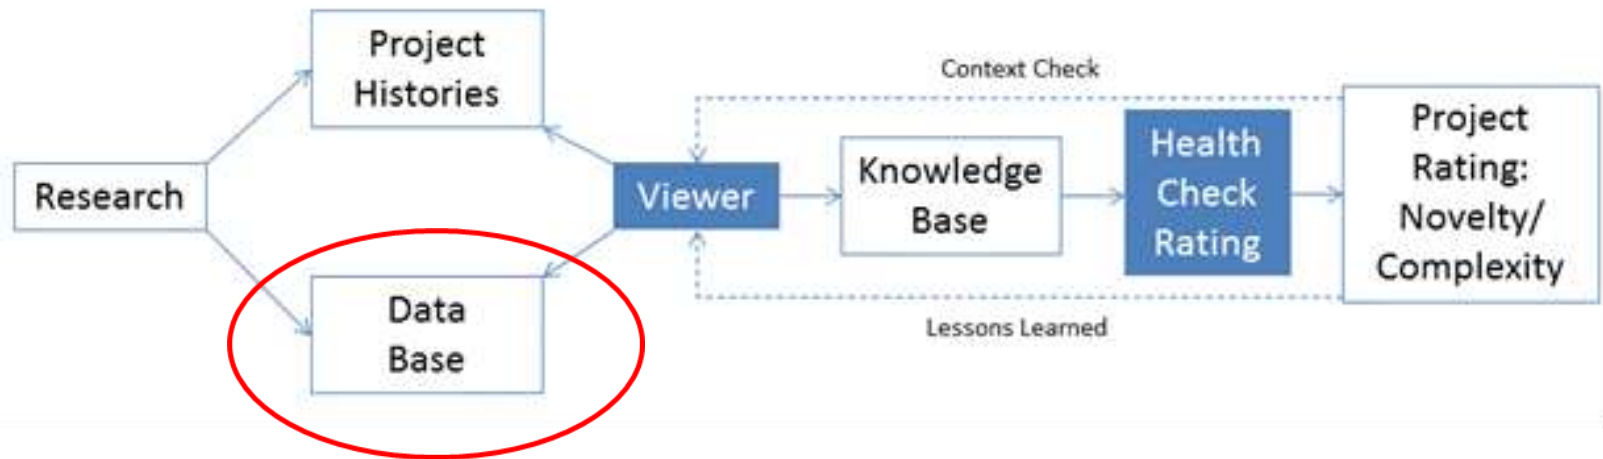 Project
Histories
Research
Data
Base
Viewer
Context Check
Knowledge
Base
Health
Check
Rating
Project
Rating:
Novelty/
Complexity
Lessons Learned